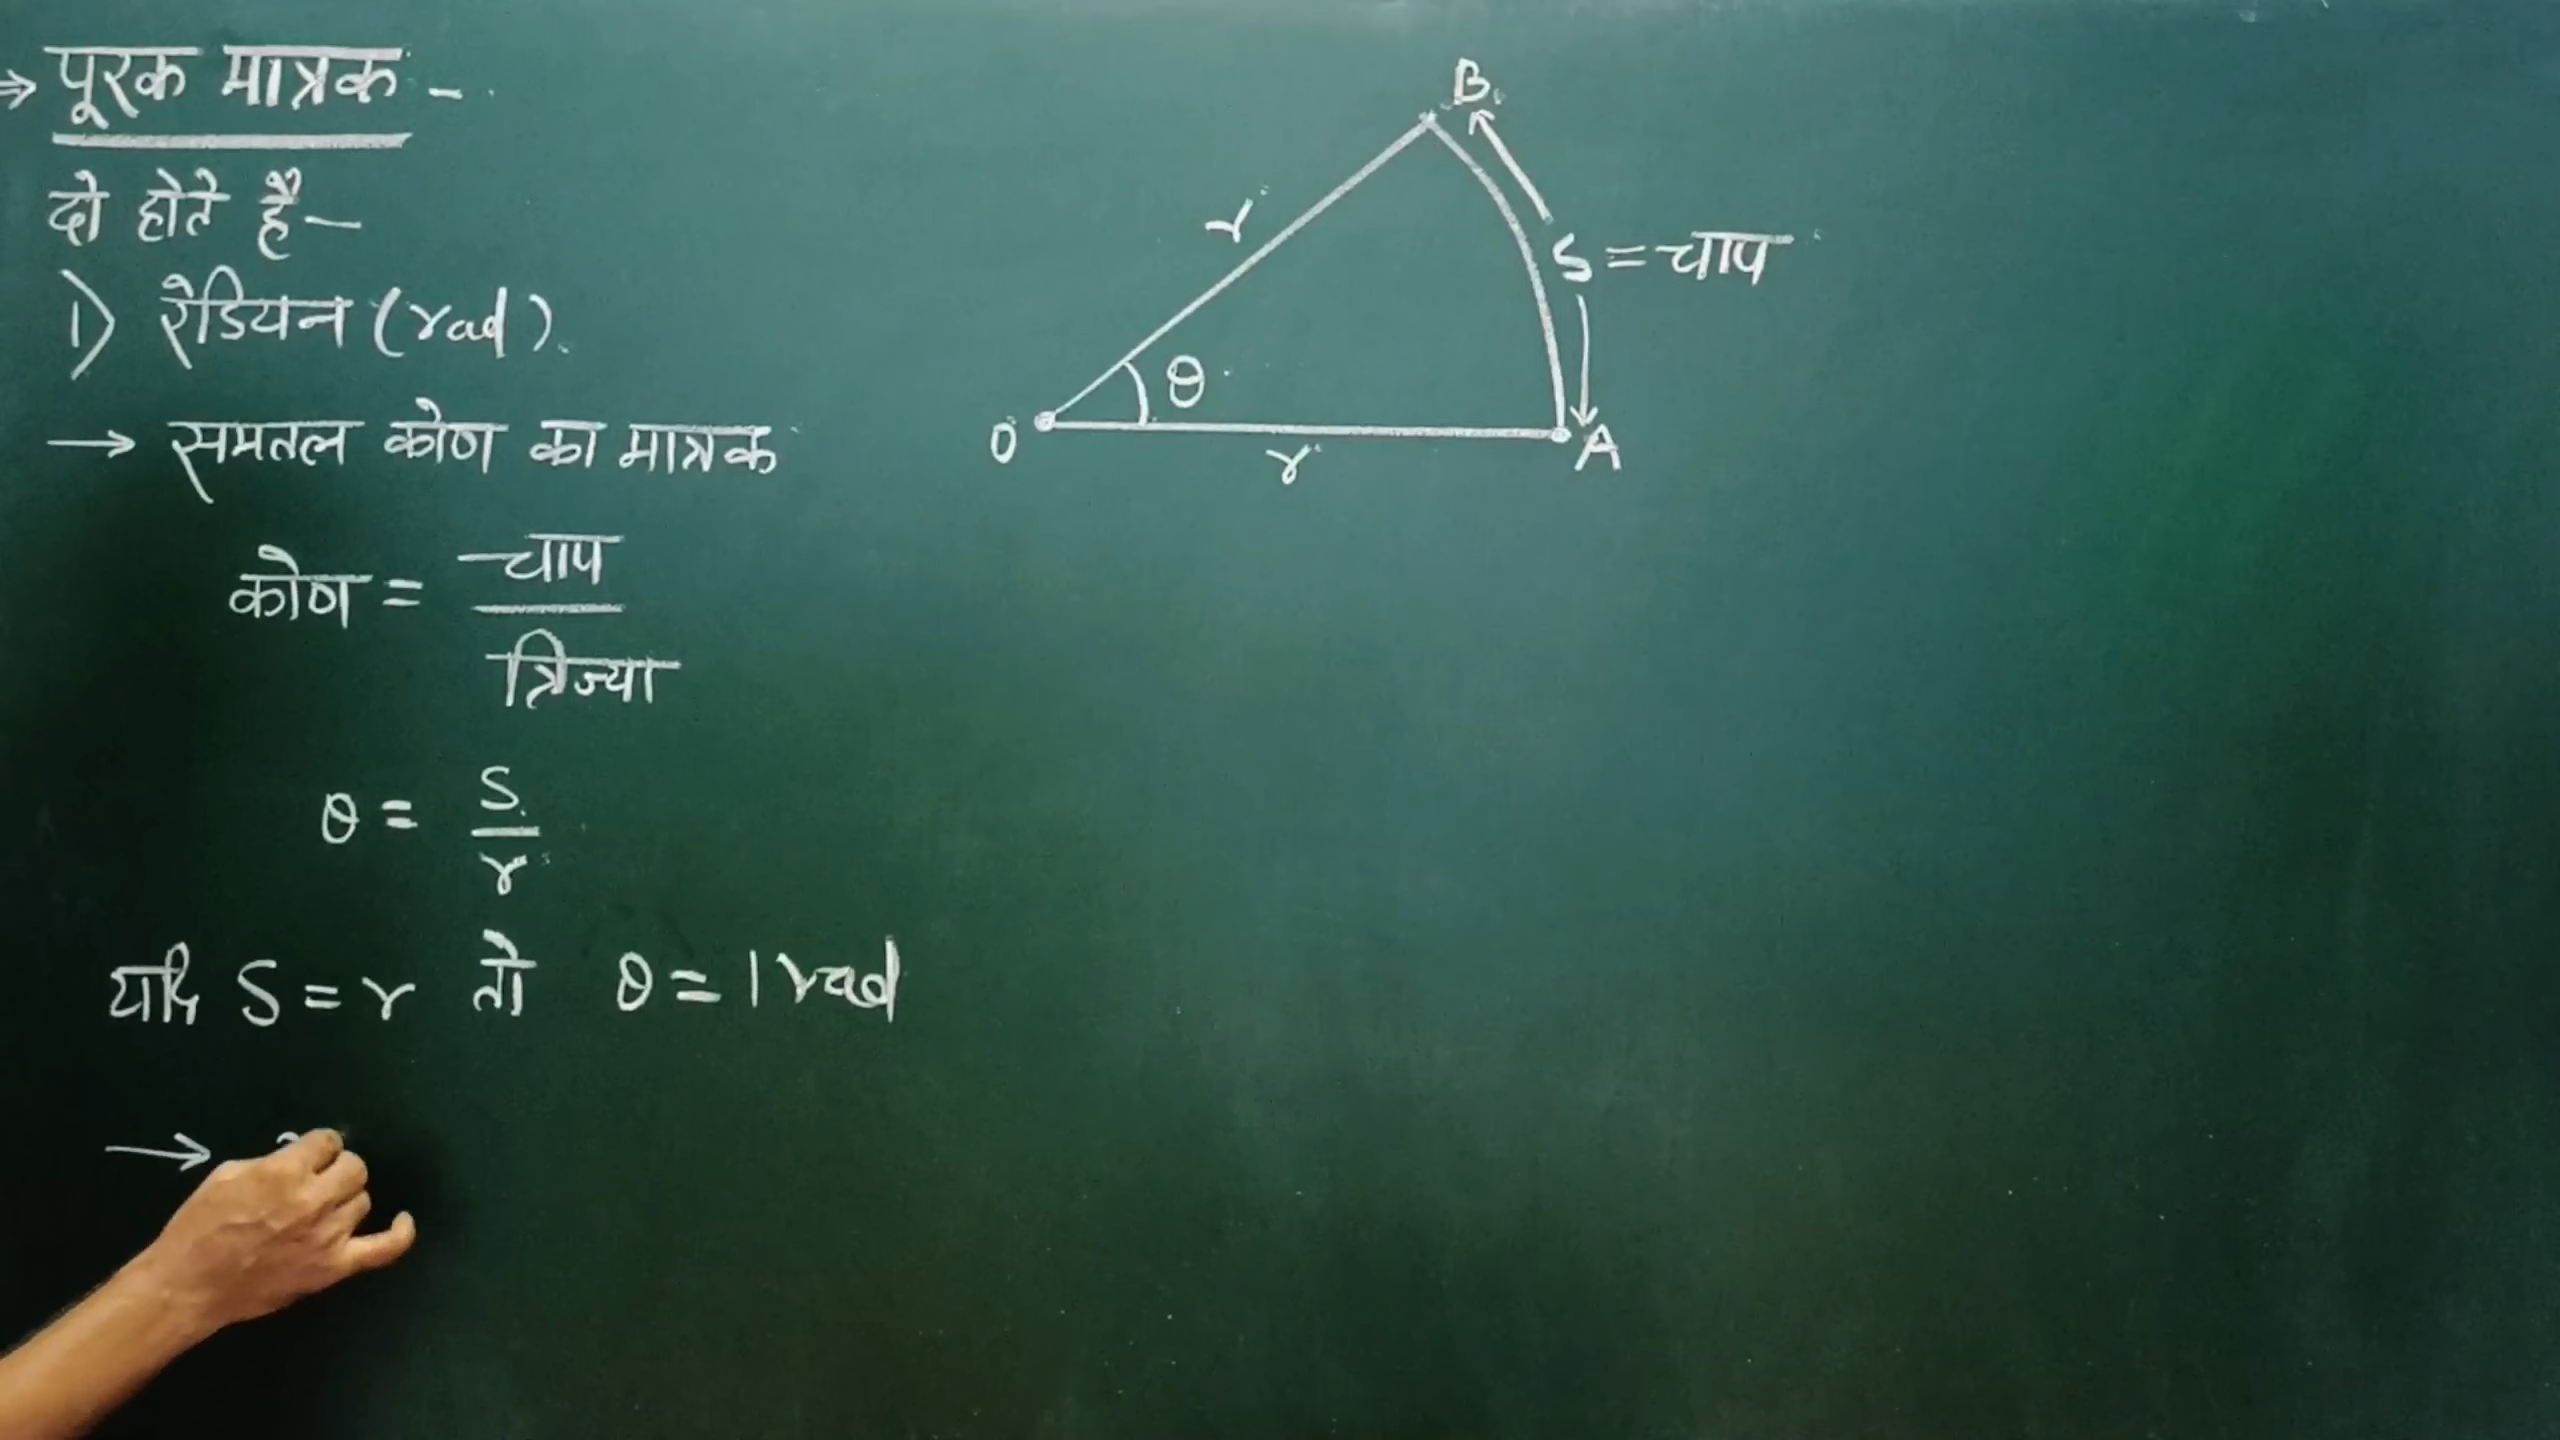 ⇒ पूरक मात्रक -
दो होते है-
1) रेडियन (rad)
→ समतल कोण का मात्रक
कोण = चाप
त्रिज्या
θ = S
r
यदि S = r तो θ = 1 rad
→
B
r
S = चाप
θ
O
r
A